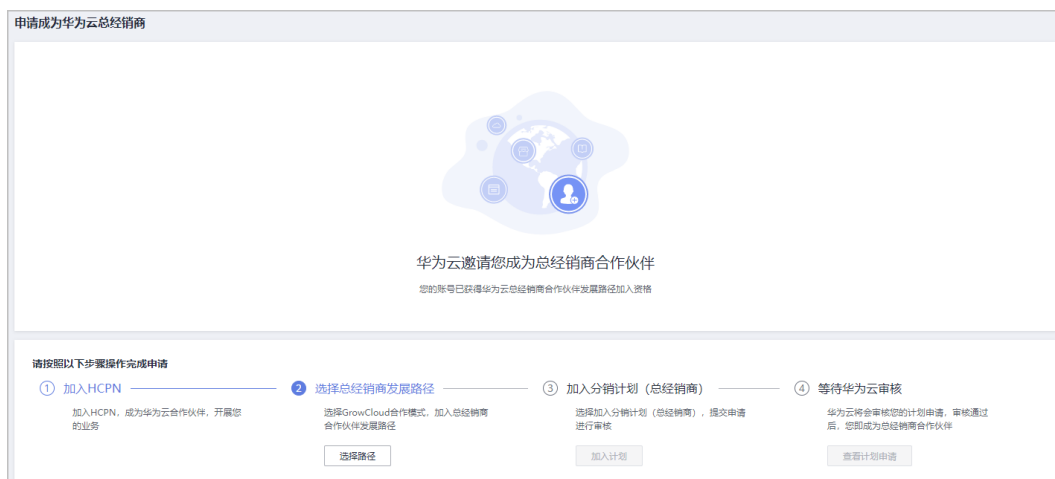 申请成为华为云总经销商
华为云邀请您成为总经销商合作伙伴
您的账号已获得华为云总经销商合作伙伴发展路径加入资格
请按照以下步骤操作完成申请
1 加入HCPN
2 选择总经销商发展路径
3 加入分销计划（总经销商）
4 等待华为云审核
加入HCPN，成为华为云合作伙伴，开展您
的业务
选择GrowCloud合作模式，加入总经销商
合作伙伴发展路径
选择加入分销计划（总经销商），提交申请
进行审核
华为云将会审核您的计划申请，审核通过
后，您即成为总经销商合作伙伴
选择路径
加入计划
查看计划申请